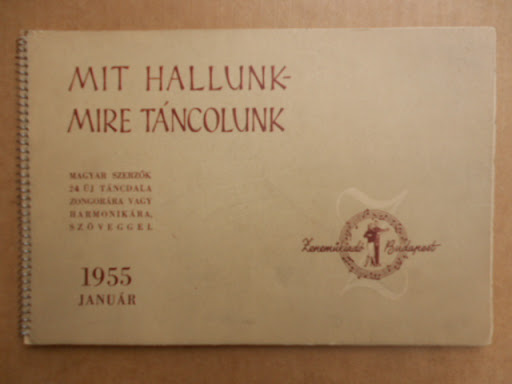 MIT HALLUNK-
MIRE TÁNCOLUNK
MAGYAR SZERZŐK
24 ÚJ TÁNCDALA
ZONGORÁRA VAGY
HARMONIKÁRA,
SZÖVEGGEL
1955
JANUÁR
Zeneműkiadó Budapest